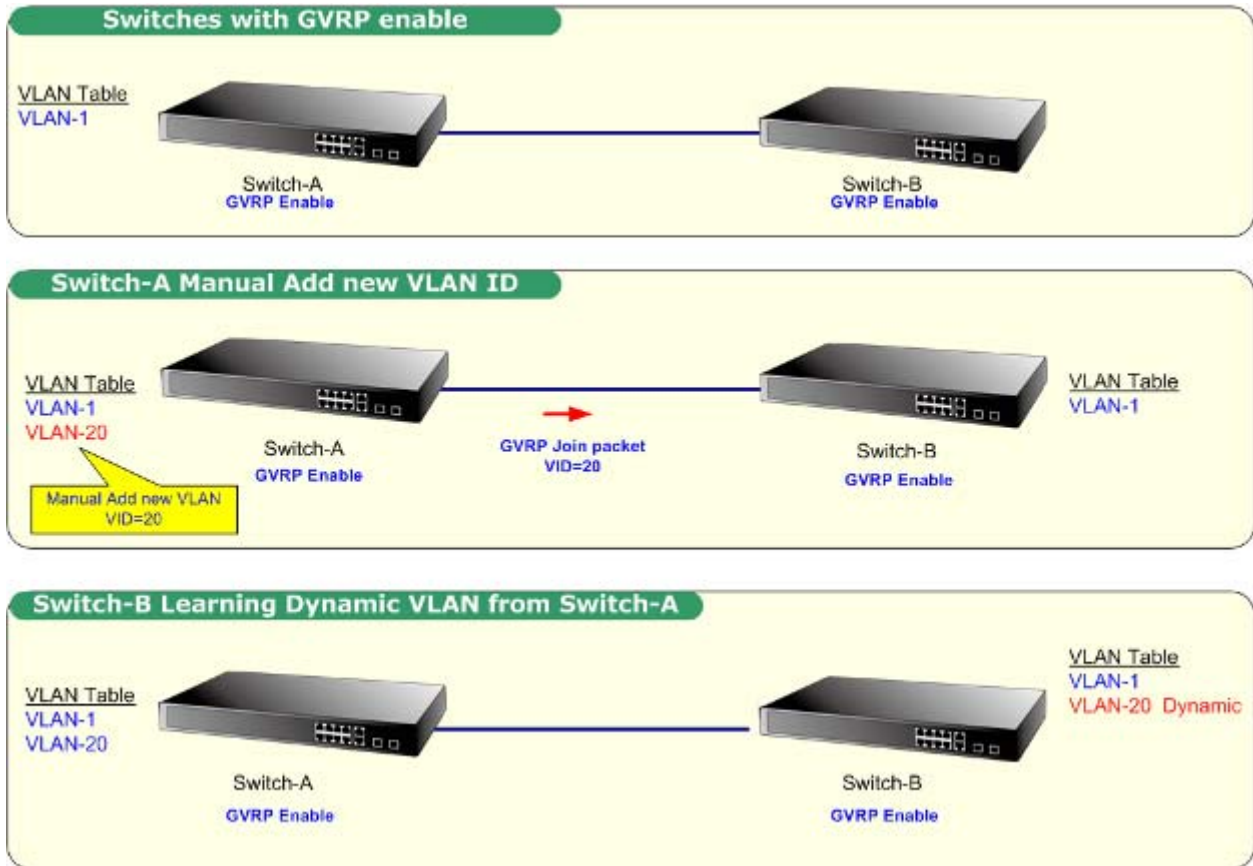 Switches with GVRP enable
VLAN Table
VLAN-1
Switch-A
GVRP Enable
Switch-B
GVRP Enable
Switch-A Manual Add new VLAN ID
VLAN Table
VLAN-1
VLAN-20
Manual Add new VLAN
VID=20
Switch-A
GVRP Enable
GVRP Join packet
VID=20
Switch-B
GVRP Enable
VLAN Table
VLAN-1
Switch-B Learning Dynamic VLAN from Switch-A
VLAN Table
VLAN-1
VLAN-20
Switch-A
GVRP Enable
Switch-B
GVRP Enable
VLAN Table
VLAN-1
VLAN-20 Dynamic